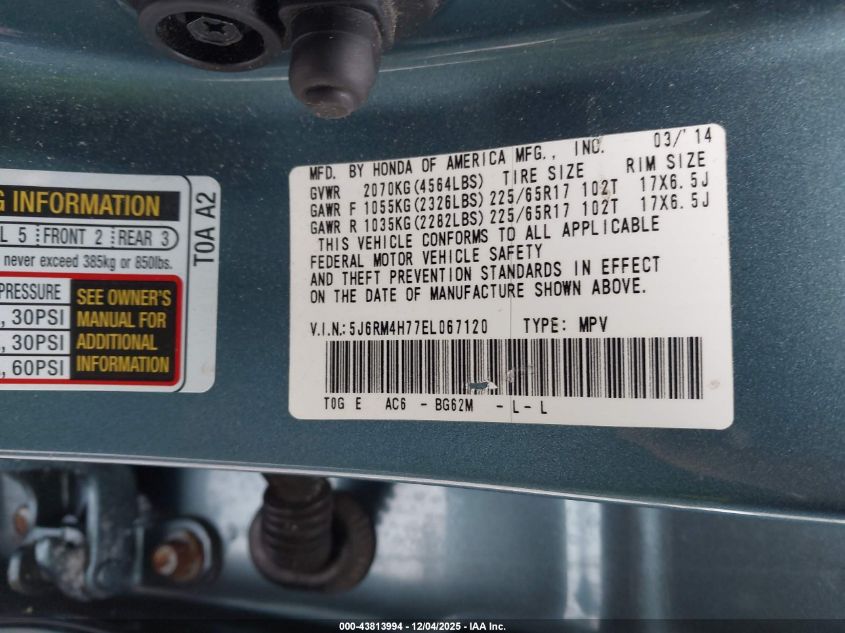 G INFORMATION
L 5 FRONT 2 REAR 3
never exceed 385kg or 850lbs.
PRESSURE
, 30PSI
, 30PSI
, 60PSI
SEE OWNER'S
MANUAL FOR
ADDITIONAL
INFORMATION
T0A A2
MFD. BY HONDA OF AMERICA MFG., INC. 03/'14
GVWR 2070KG(4564LBS) TIRE SIZE RIM SIZE
GAWR F 1055KG(2326LBS) 225/65R17 102T 17X6.5J
GAWR R 1035KG(2282LBS) 225/65R17 102T 17X6.5J
THIS VEHICLE CONFORMS TO ALL APPLICABLE
FEDERAL MOTOR VEHICLE SAFETY
AND THEFT PREVENTION STANDARDS IN EFFECT
ON THE DATE OF MANUFACTURE SHOWN ABOVE.
V.I.N.:5J6RM4H77EL067120 TYPE: MPV
T0G E AC6 - BG62M - L - L
000-43813994 - 12/04/2025 - IAA Inc.